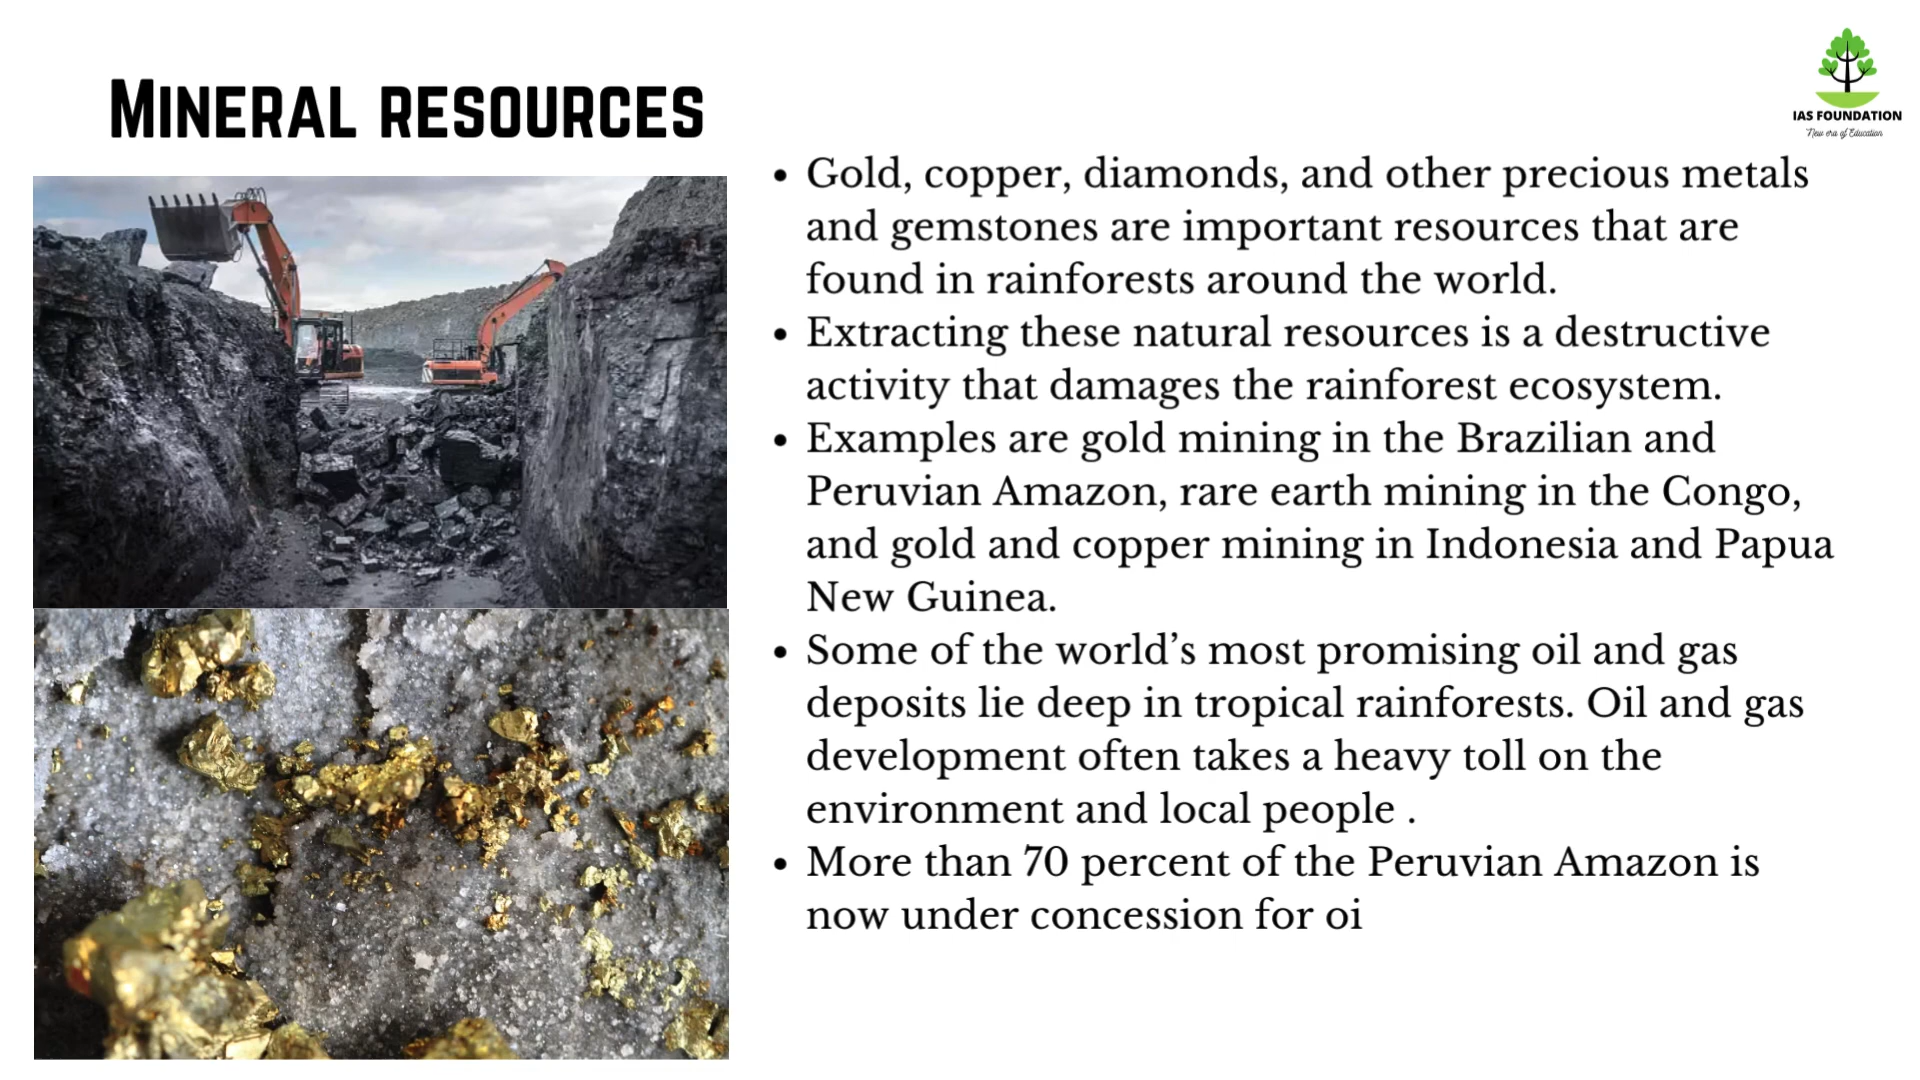 MINERAL RESOURCES
IAS FOUNDATION
New era of Education
• Gold, copper, diamonds, and other precious metals
and gemstones are important resources that are
found in rainforests around the world.
• Extracting these natural resources is a destructive
activity that damages the rainforest ecosystem.
• Examples are gold mining in the Brazilian and
Peruvian Amazon, rare earth mining in the Congo,
and gold and copper mining in Indonesia and Papua
New Guinea.
• Some of the world’s most promising oil and gas
deposits lie deep in tropical rainforests. Oil and gas
development often takes a heavy toll on the
environment and local people .
• More than 70 percent of the Peruvian Amazon is
now under concession for oi